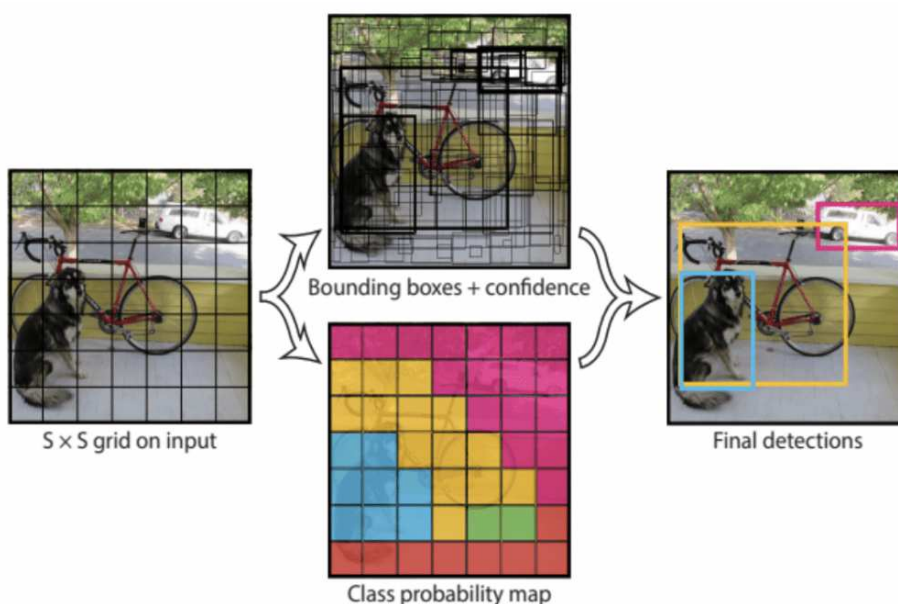 Bounding boxes + confidence
S × S grid on input
Final detections
Class probability map